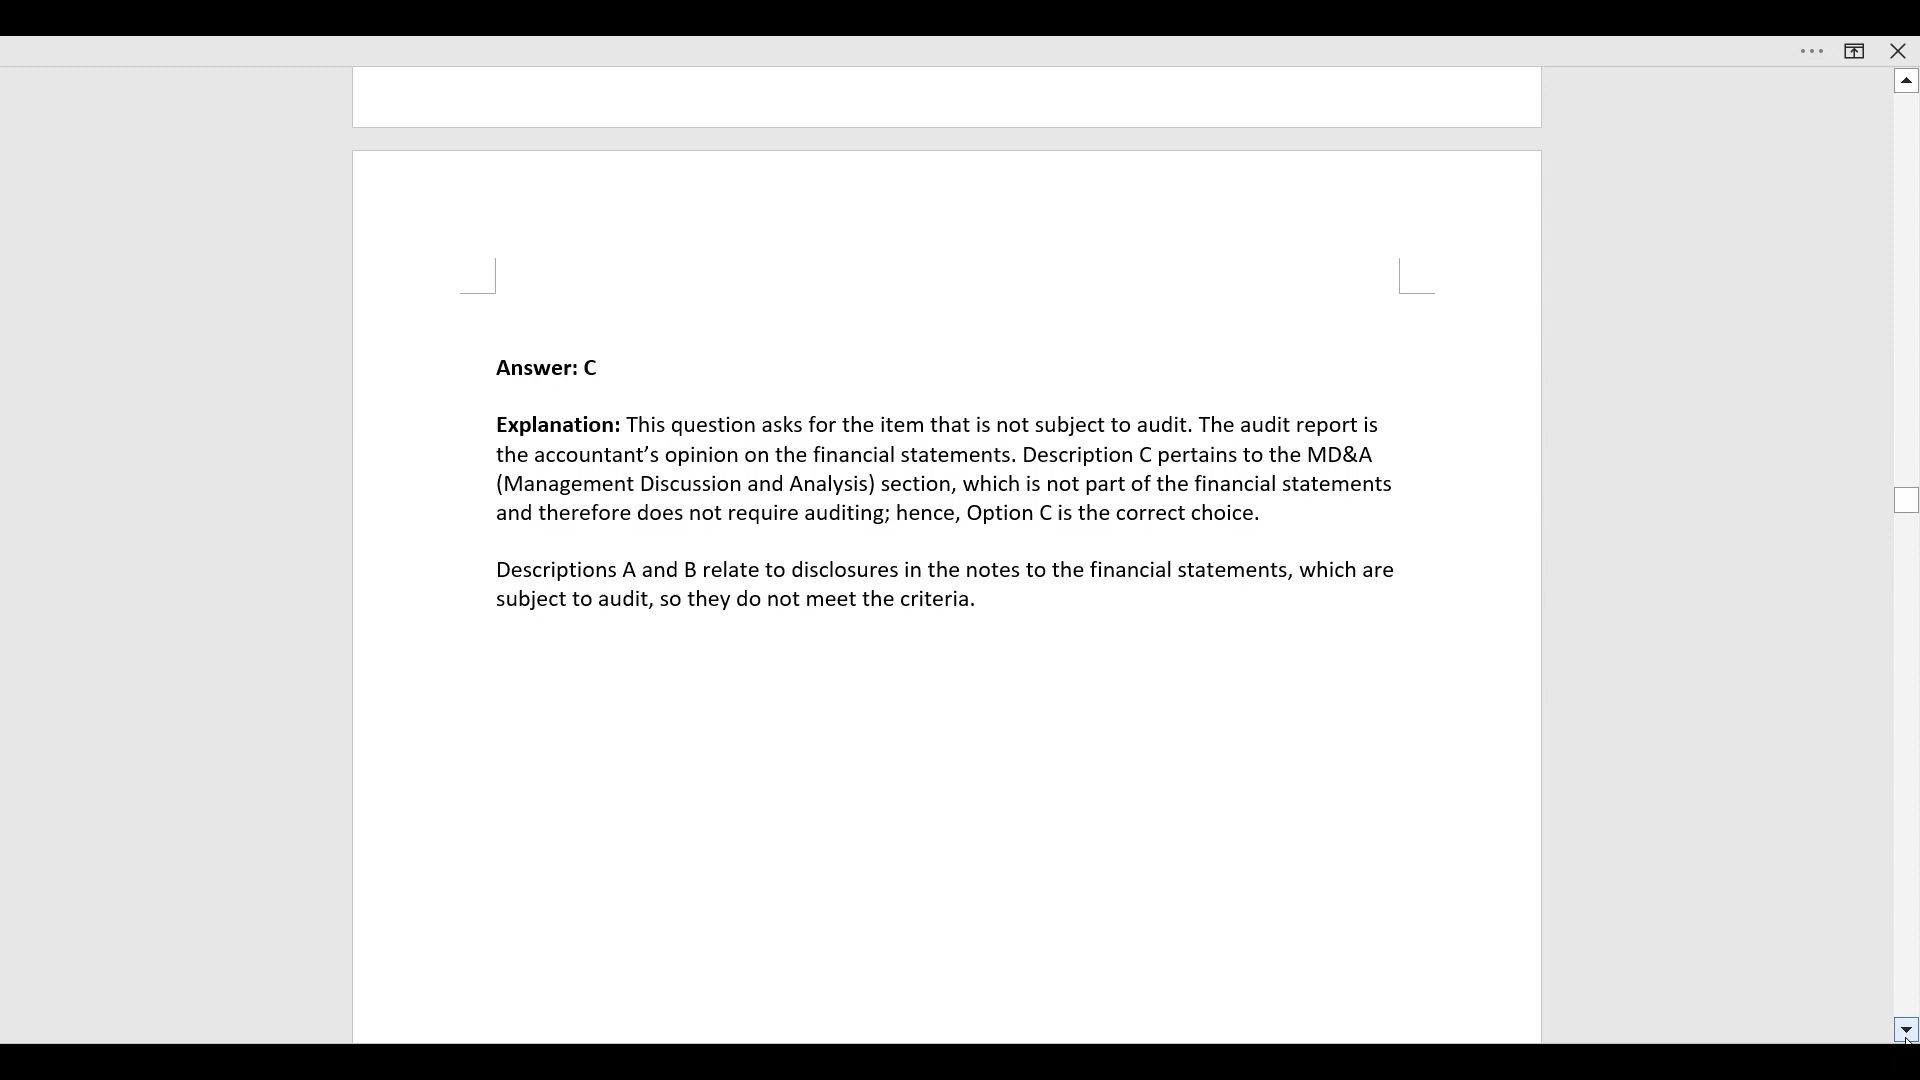 Answer: C
Explanation: This question asks for the item that is not subject to audit. The audit report is
the accountant’s opinion on the financial statements. Description C pertains to the MD&A
(Management Discussion and Analysis) section, which is not part of the financial statements
and therefore does not require auditing; hence, Option C is the correct choice.
Descriptions A and B relate to disclosures in the notes to the financial statements, which are
subject to audit, so they do not meet the criteria.